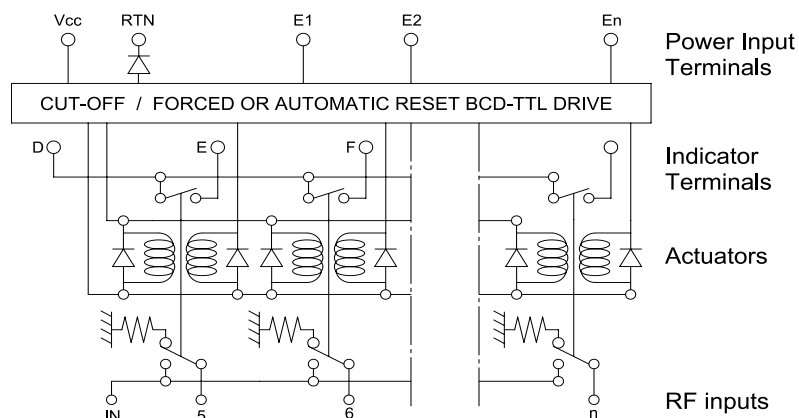 Vcc RTN E1 E2 En
Power Input
Terminals
CUT-OFF / FORCED OR AUTOMATIC RESET BCD-TTL DRIVE
D E F
Indicator
Terminals
Actuators
IN 5 6 n
RF inputs